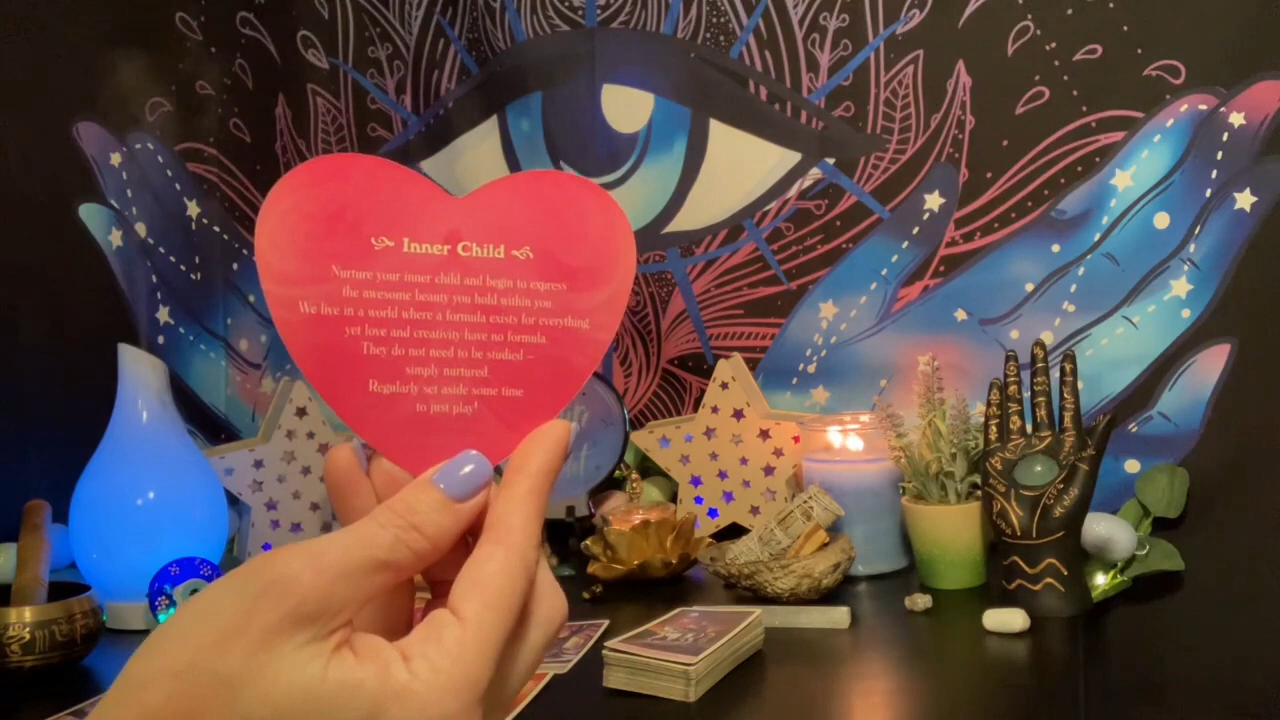 Inner Child
Nurture your inner child and begin to express
the awesome beauty you hold within you.
We live in a world where a formula exists for everything
yet love and creativity have no formula.
They do not need to be studied –
simply nurtured.
Regularly set aside some time
to just play!